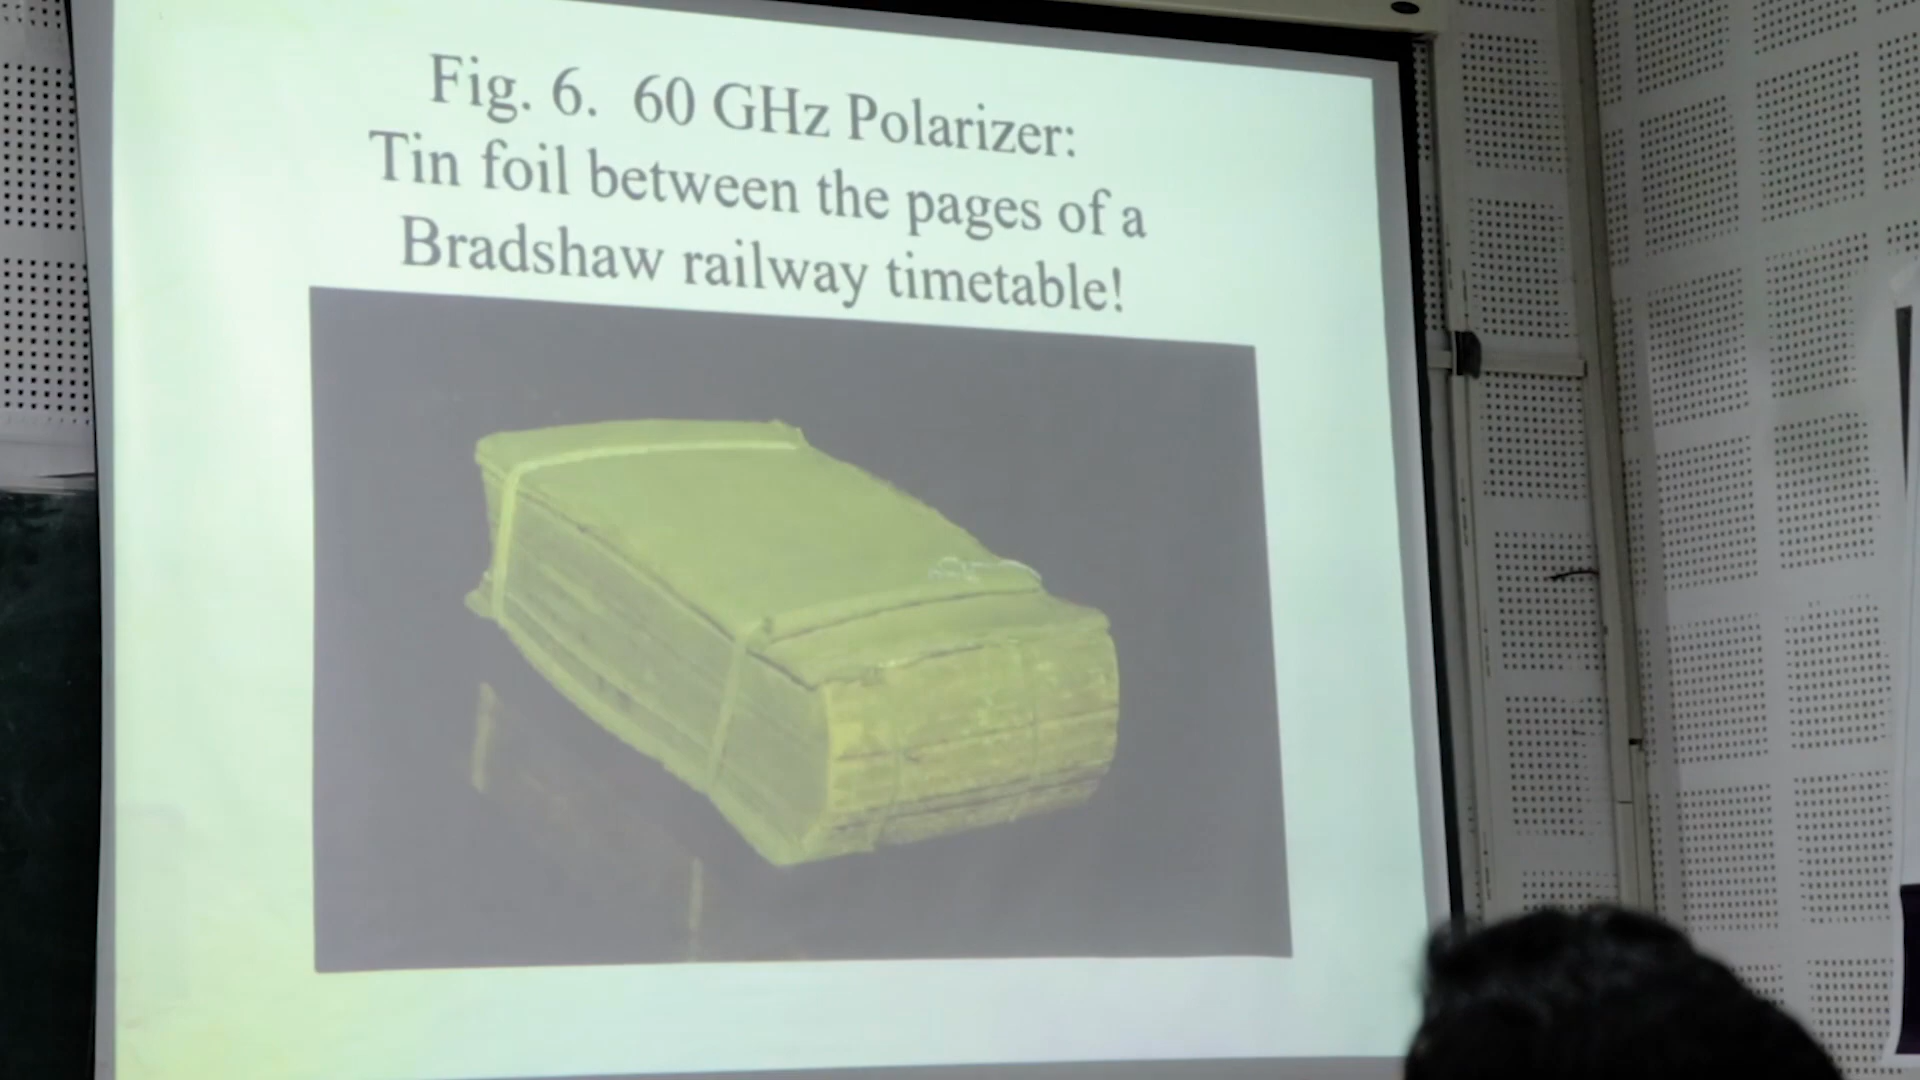 Fig. 6. 60 GHz Polarizer:
Tin foil between the pages of a
Bradshaw railway timetable!